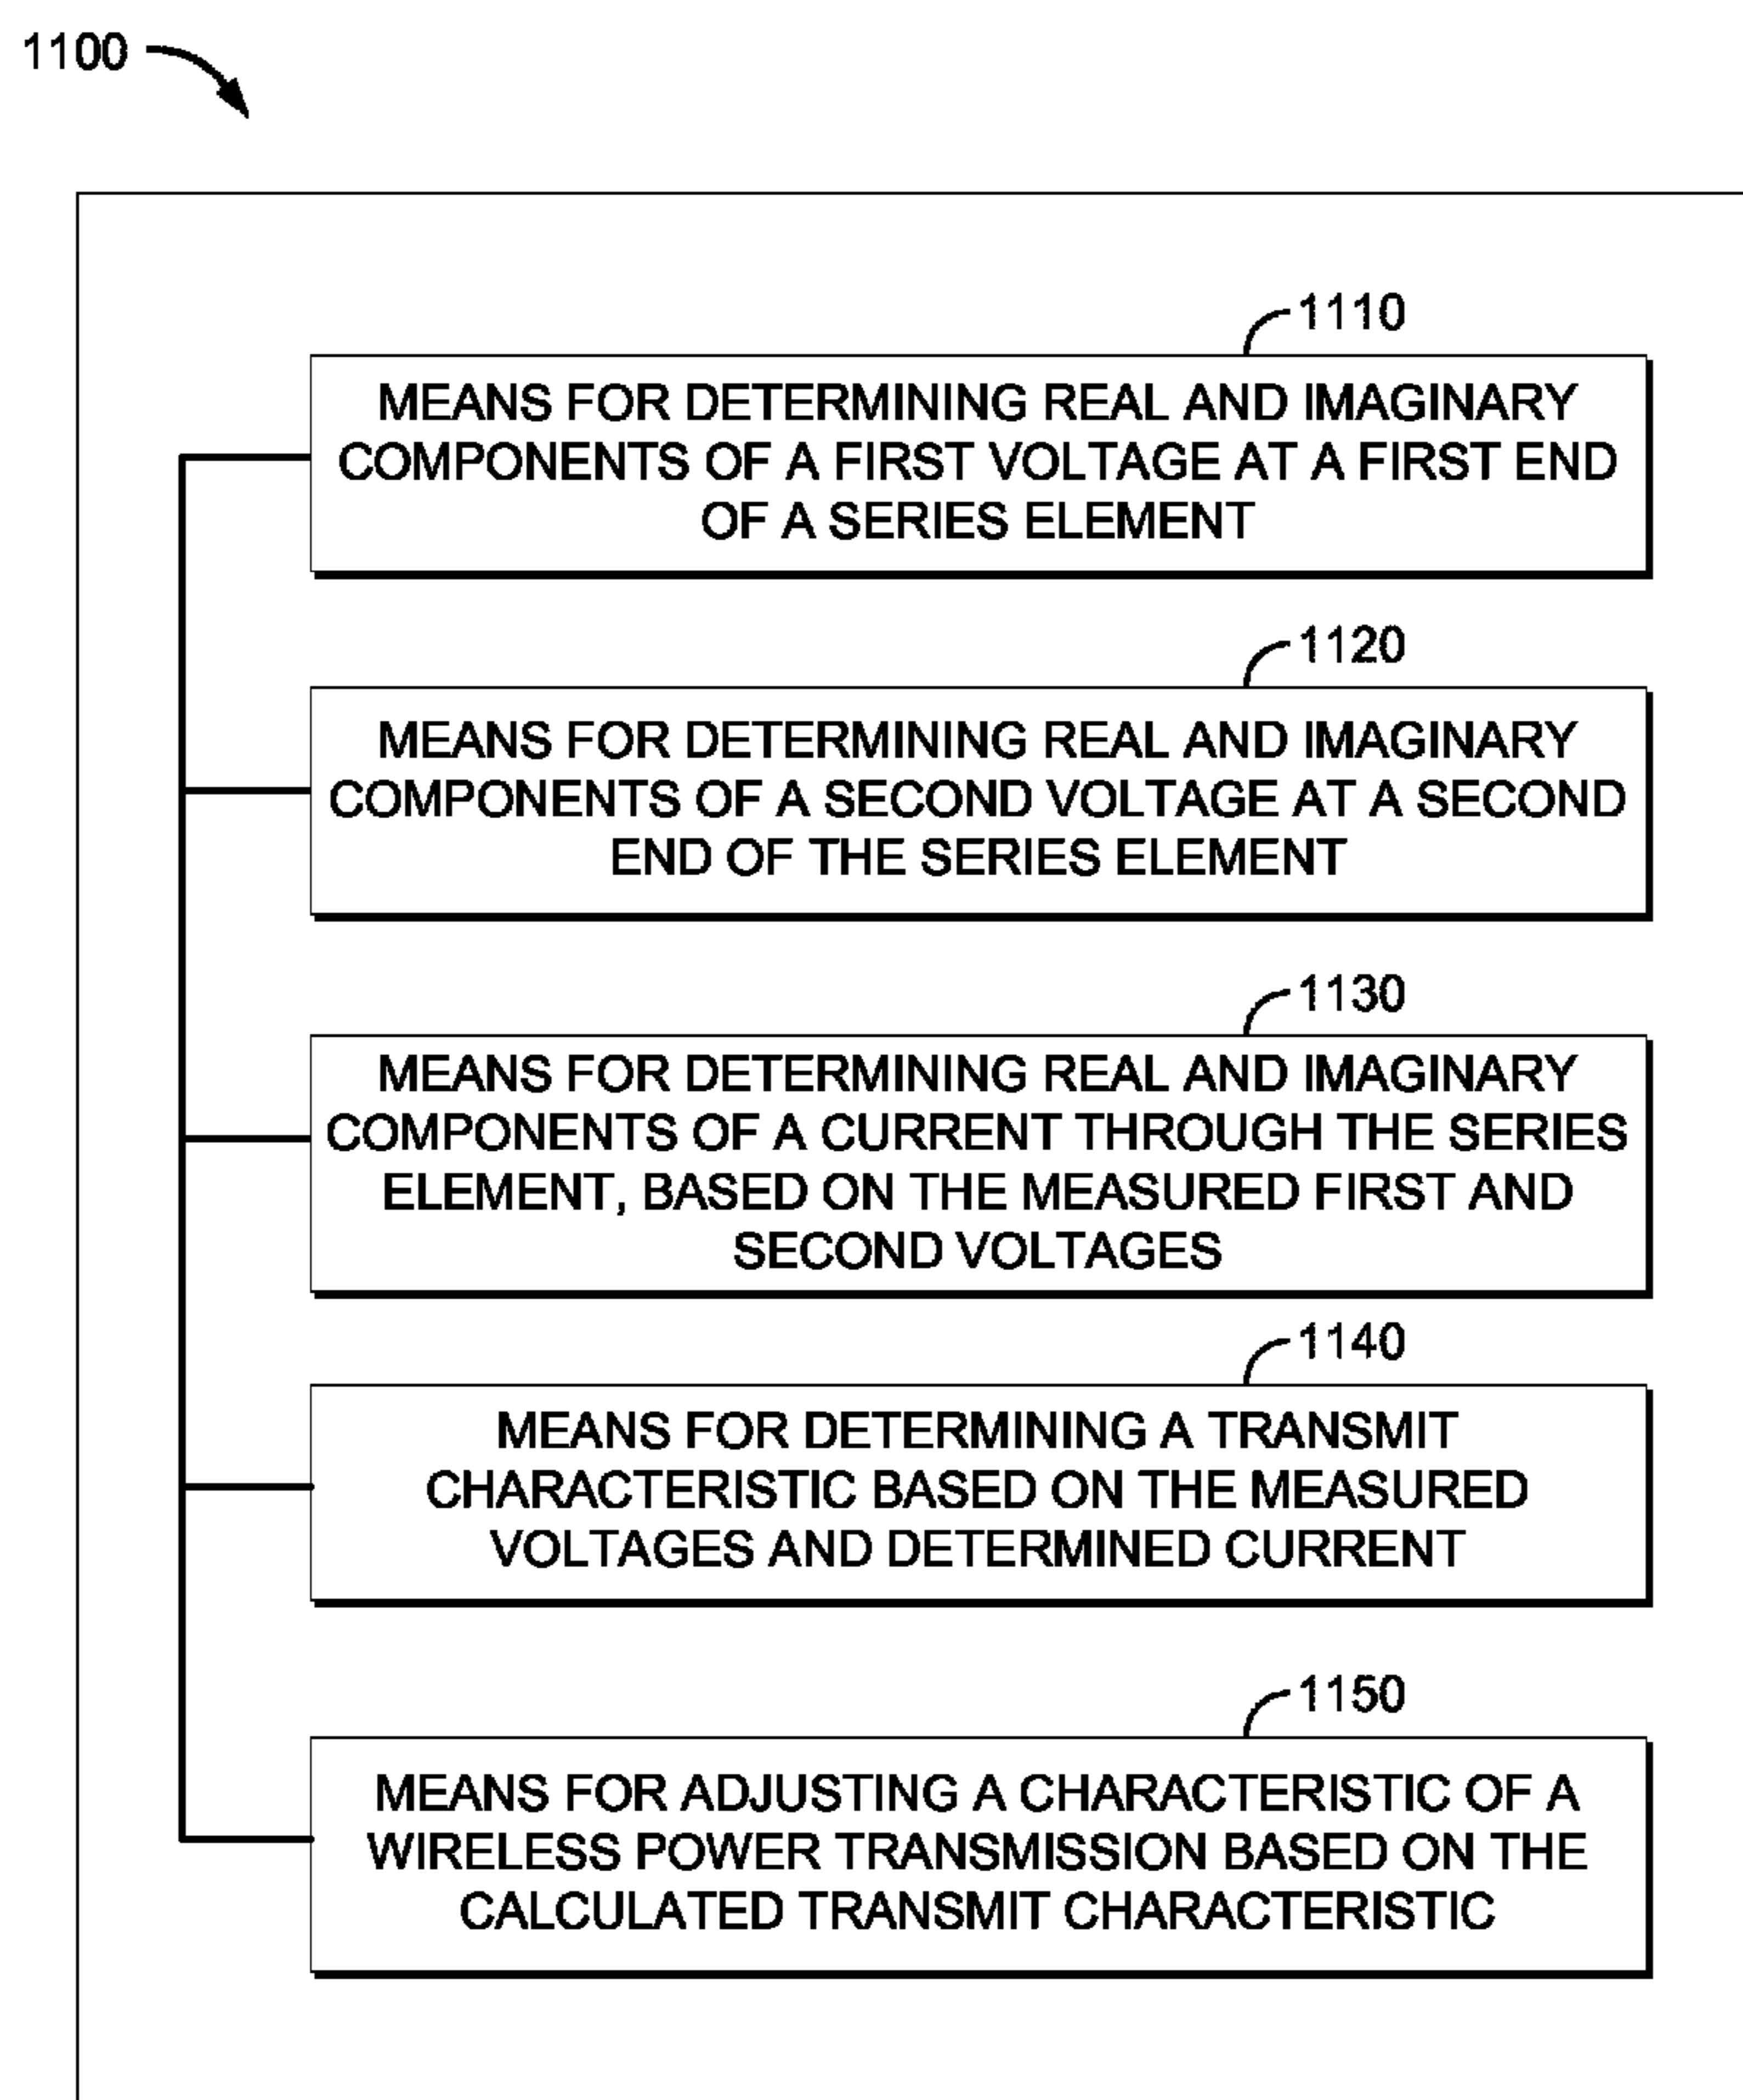 1100
1110
MEANS FOR DETERMINING REAL AND IMAGINARY
COMPONENTS OF A FIRST VOLTAGE AT A FIRST END
OF A SERIES ELEMENT
1120
MEANS FOR DETERMINING REAL AND IMAGINARY
COMPONENTS OF A SECOND VOLTAGE AT A SECOND
END OF THE SERIES ELEMENT
1130
MEANS FOR DETERMINING REAL AND IMAGINARY
COMPONENTS OF A CURRENT THROUGH THE SERIES
ELEMENT, BASED ON THE MEASURED FIRST AND
SECOND VOLTAGES
1140
MEANS FOR DETERMINING A TRANSMIT
CHARACTERISTIC BASED ON THE MEASURED
VOLTAGES AND DETERMINED CURRENT
1150
MEANS FOR ADJUSTING A CHARACTERISTIC OF A
WIRELESS POWER TRANSMISSION BASED ON THE
CALCULATED TRANSMIT CHARACTERISTIC